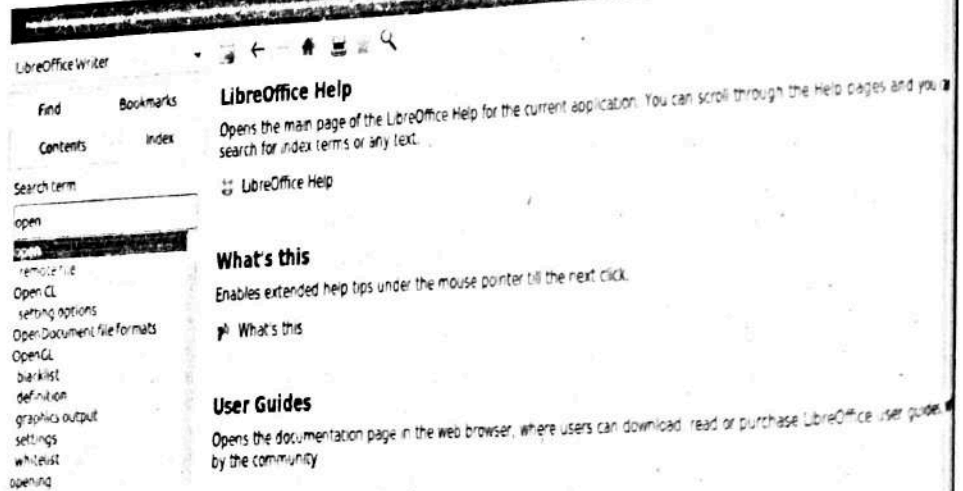 LibreOffice Writer
Find
Bookmarks
Contents
Index
Search term
open
open
remote file
Open CL
setting options
OpenDocument file formats
OpenCL
blacklist
definition
graphics output
settings
whitelist
opening
LibreOffice Help
Opens the main page of the LibreOffice Help for the current application. You can scroll through the Help pages and you
search for index terms or any text.
LibreOffice Help
What's this
Enables extended help tips under the mouse pointer till the next click.
What's this
User Guides
Opens the documentation page in the web browser, where users can download, read or purchase LibreOffice user guides
by the community